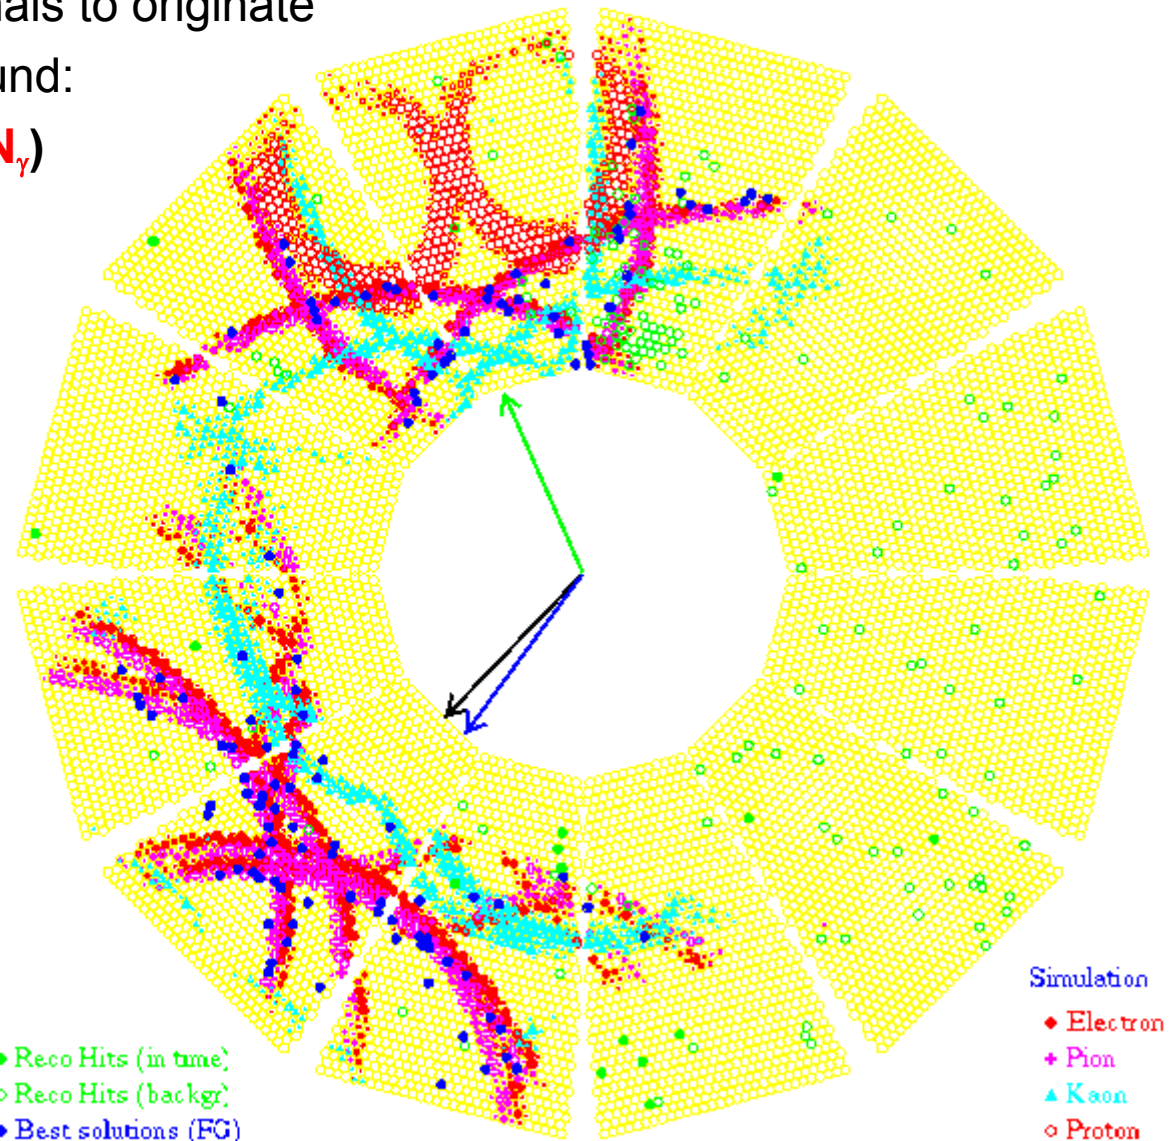 nals to originate
und:
N γ)
Simulation
Electron
Pion
Kaon
Proton
Reco Hits (in time)
Reco Hits (backgr)
Best solutions (FG)